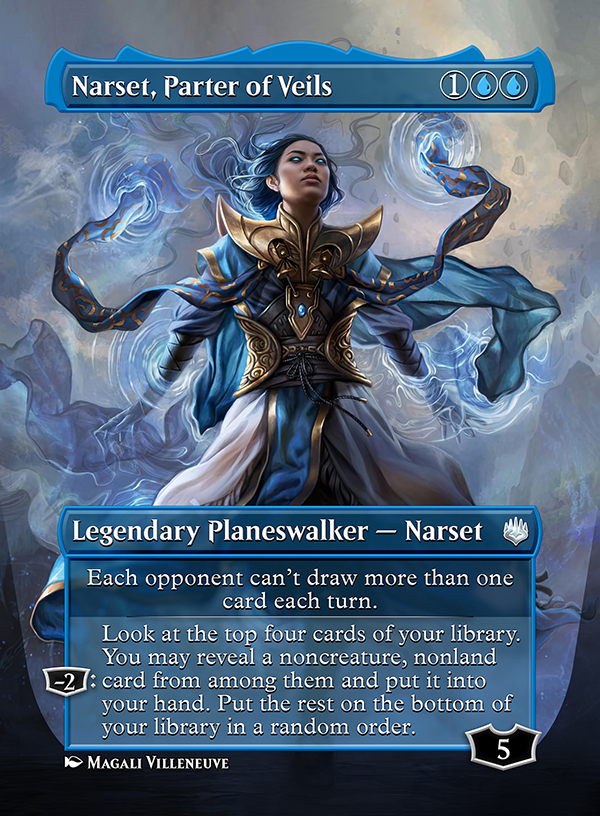 Narset, Parter of Veils 1
Legendary Planeswalker — Narset
Each opponent can't draw more than one
card each turn.
Look at the top four cards of your library.
You may reveal a noncreature, nonland
–2: card from among them and put it into
your hand. Put the rest on the bottom of
your library in a random order.
5
Magali Villeneuve